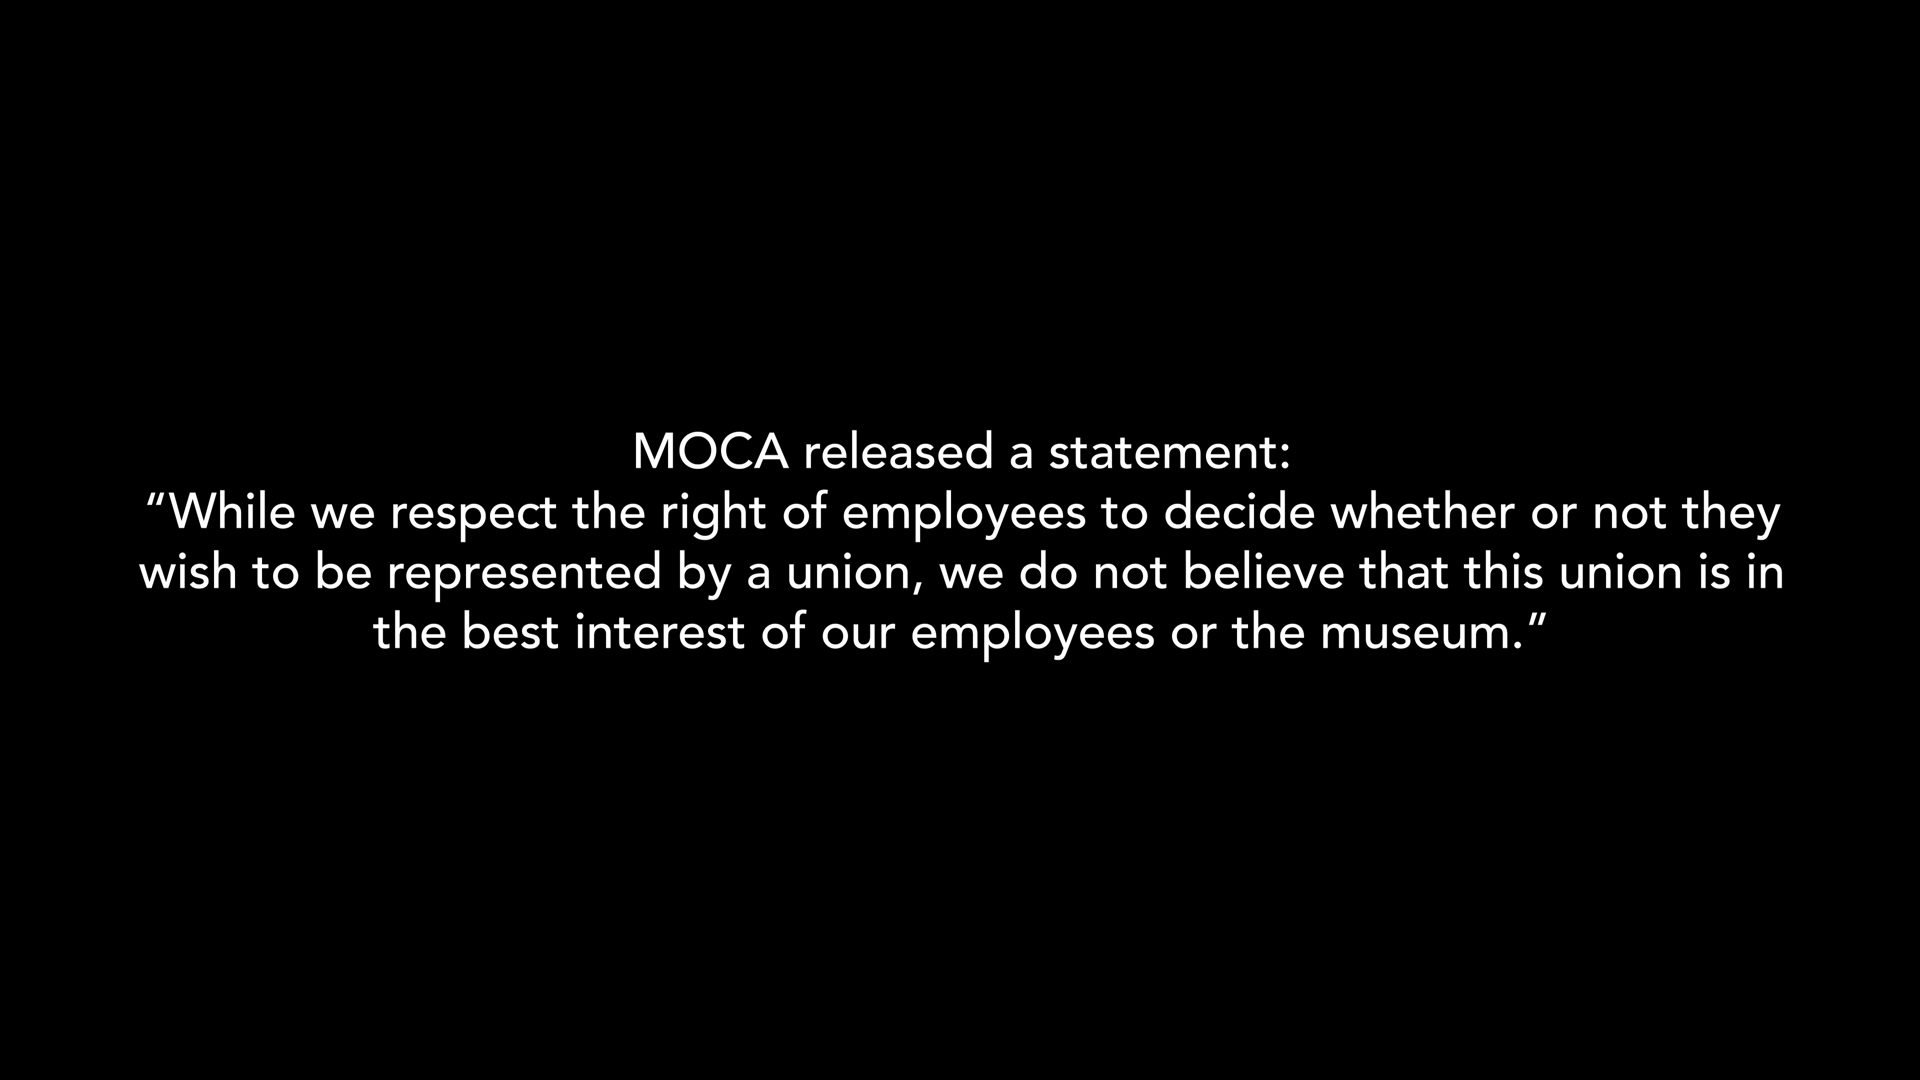 MOCA released a statement:
“While we respect the right of employees to decide whether or not they
wish to be represented by a union, we do not believe that this union is in
the best interest of our employees or the museum.”